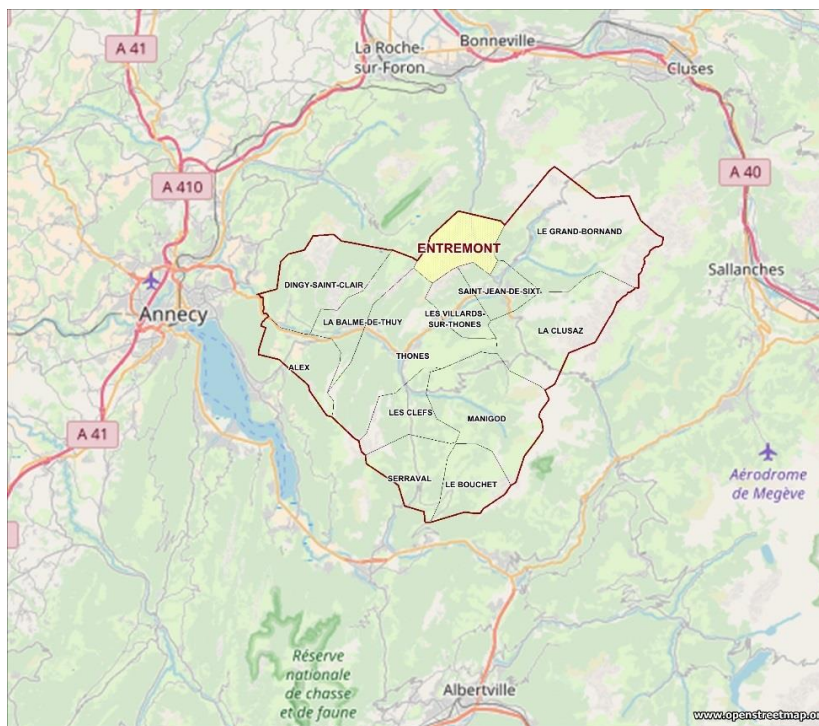 A 41
La Roche-
sur-Foron
Bonneville
Cluses
A 410
A 40
ENTREMONT
LE GRAND-BORNAND
Sallanches
DINGY-SAINT-CLAIR
SAINT-JEAN-DE-SIXT-
Annecy
LA BALME-DE-THUY
LES VILLARDS-
SUR-THONES
LA CLUSAZ
THONES
ALEX
LES CLEFS
MANIGOD
A 41
SERRAVAL
LE BOUCHET
Aérodrome
de Megève
Réserve
nationale
de chasse
et de faune
Albertville
www.openstreetmap.or